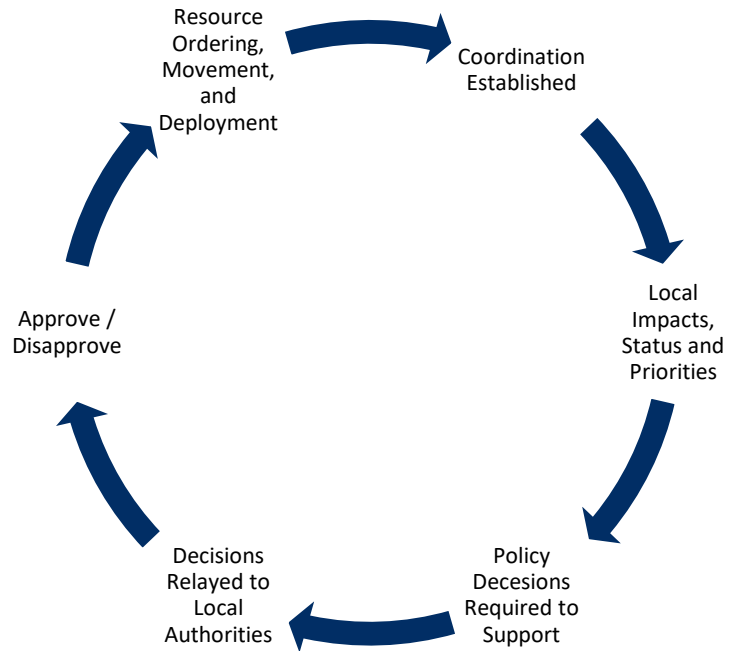 Resource
Ordering,
Movement,
and
Deployment
Coordination
Established
Local
Impacts,
Status and
Priorities
Policy
Decesions
Required to
Support
Decisions
Relayed to
Local
Authorities
Approve /
Disapprove